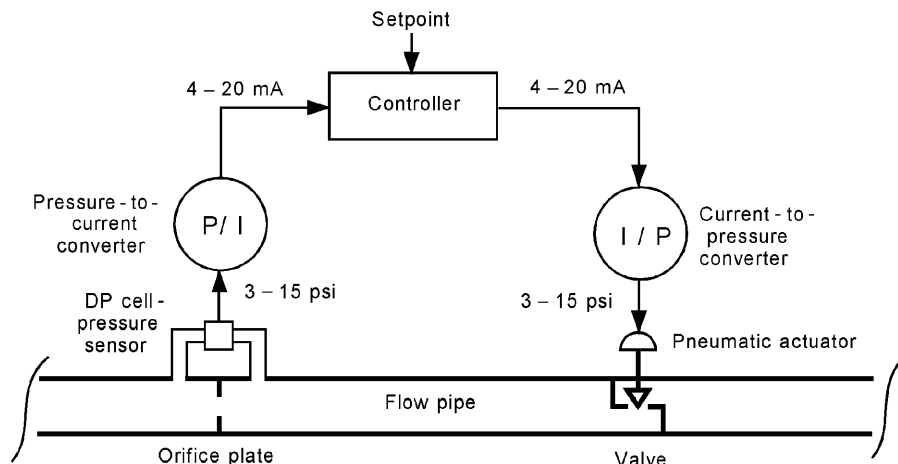 Setpoint
4 – 20 mA
Controller
4 – 20 mA
Pressure - to -
current
converter
P/ I
I / P
Current - to -
pressure
converter
DP cell -
pressure
sensor
3 – 15 psi
3 – 15 psi
Pneumatic actuator
Flow pipe
Orifice plate
Valve